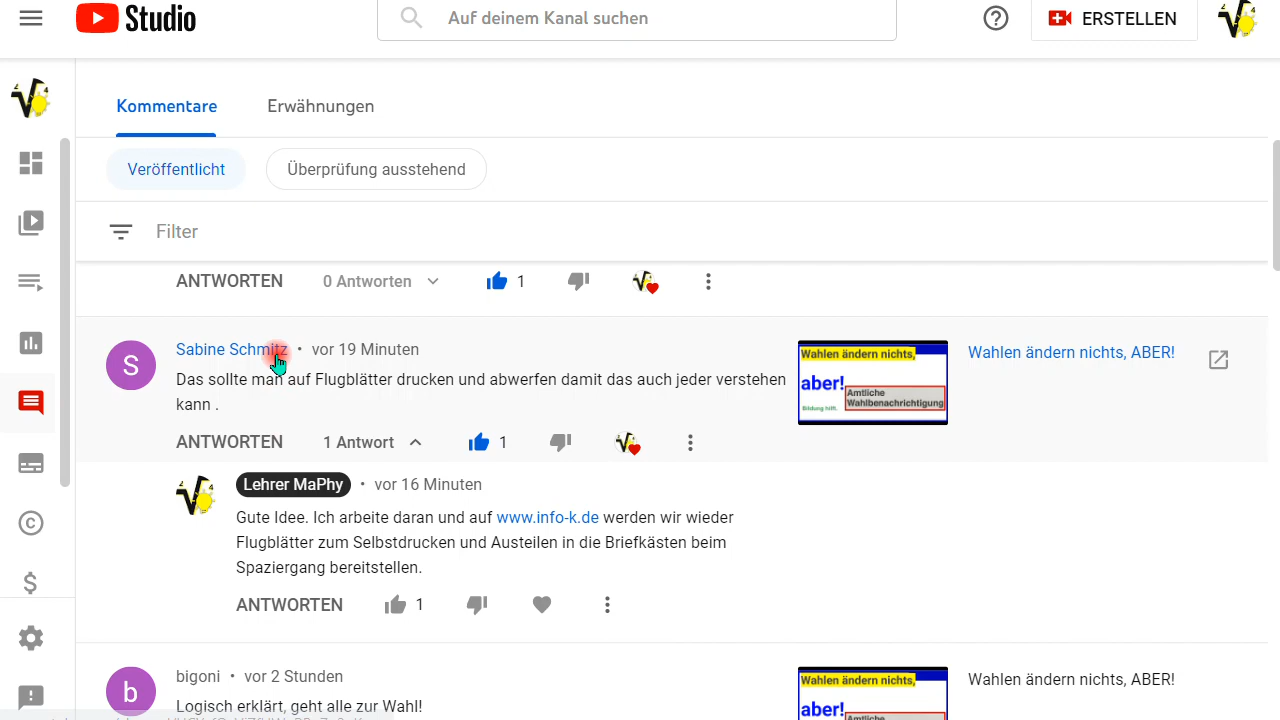 Studio
Auf deinem Kanal suchen
ERSTELLEN
Kommentare
Erwähnungen
Veröffentlicht
Überprüfung ausstehend
Filter
ANTWORTEN
0 Antworten
1
S
Sabine Schmitz • vor 19 Minuten
Das sollte man auf Flugblätter drucken und abwerfen damit das auch jeder verstehen
kann .
ANTWORTEN
1 Antwort
1
Wahlen ändern nichts,
aber!
Amtliche
Wahlbenachrichtigung
Bildung hilft.
Wahlen ändern nichts, ABER!
Lehrer MaPhy • vor 16 Minuten
Gute Idee. Ich arbeite daran und auf www.info-k.de werden wir wieder
Flugblätter zum Selbstdrucken und Austeilen in die Briefkästen beim
Spaziergang bereitstellen.
ANTWORTEN
1
b
bigoni • vor 2 Stunden
Logisch erklärt, geht alle zur Wahl!
Wahlen ändern nichts,
aber!
Amtliche
Wahlen ändern nichts, ABER!